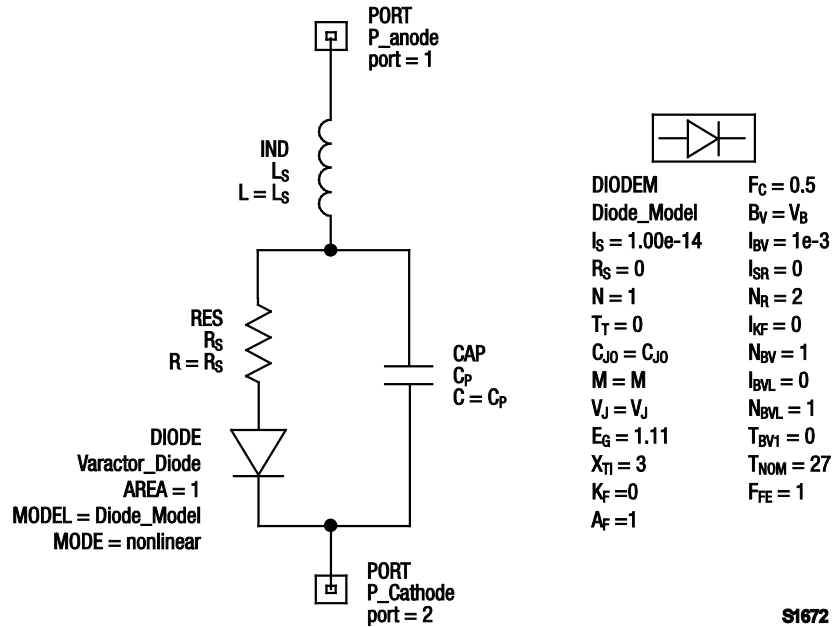 PORT
P_anode
port = 1
IND
LS
L = LS
RES
RS
R = RS
CAP
CP
C = CP
DIODE
Varactor_Diode
AREA = 1
MODEL = Diode_Model
MODE = nonlinear
PORT
P_Cathode
port = 2
DIODEM
Diode_Model
IS = 1.00e-14
RS = 0
N = 1
TT = 0
CJO = CJO
M = M
VJ = VJ
EG = 1.11
XTI = 3
KF =0
AF =1
FC = 0.5
BV = VB
IBV = 1e-3
ISR = 0
NR = 2
IKF = 0
NBV = 1
IBVL = 0
NBVL = 1
TBV1 = 0
TNOM = 27
FFE = 1
S1672